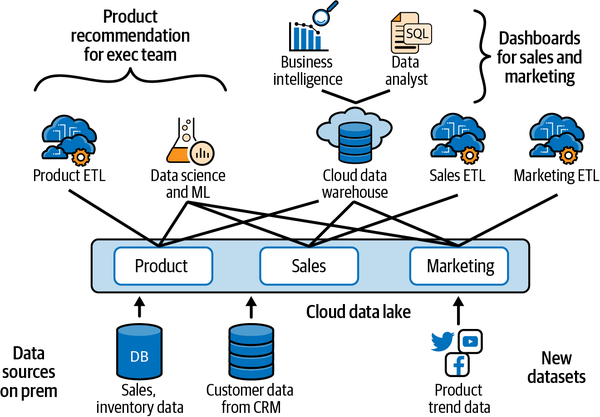 Product
recommendation
for exec team
Business
intelligence
SQL
Data
analyst
Dashboards
for sales and
marketing
Product ETL
Data science
and ML
Cloud data
warehouse
Sales ETL
Marketing ETL
Product
Sales
Marketing
Cloud data lake
Data
sources
on prem
DB
Sales,
inventory data
Customer data
from CRM
Product
trend data
New
datasets